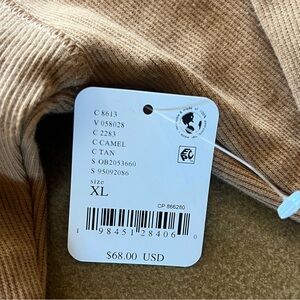 C 8613
V 058028
C 2283
C CAMEL
C TAN
S OB2053660
S 95092086
size
XL
CP 866280
1 98451 28406 0
$68.00 USD